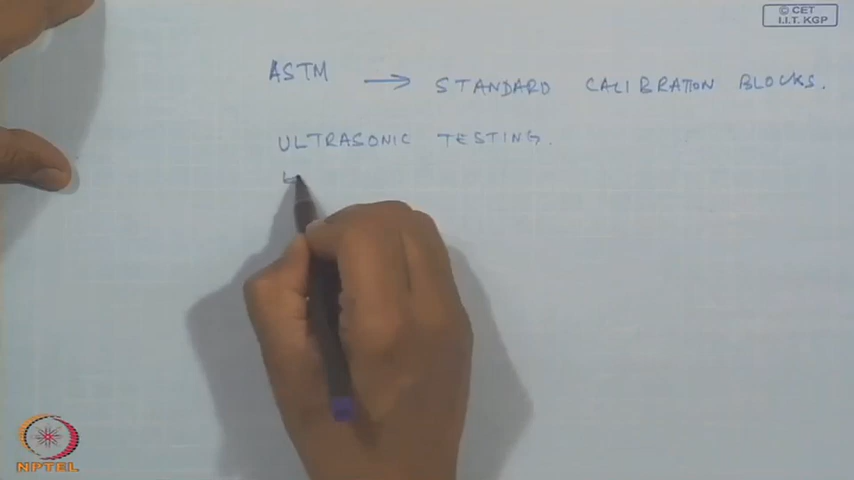 © CET
I.I.T. KGP
ASTM → STANDARD CALIBRATION BLOCKS.
ULTRASONIC TESTING.
NPTEL